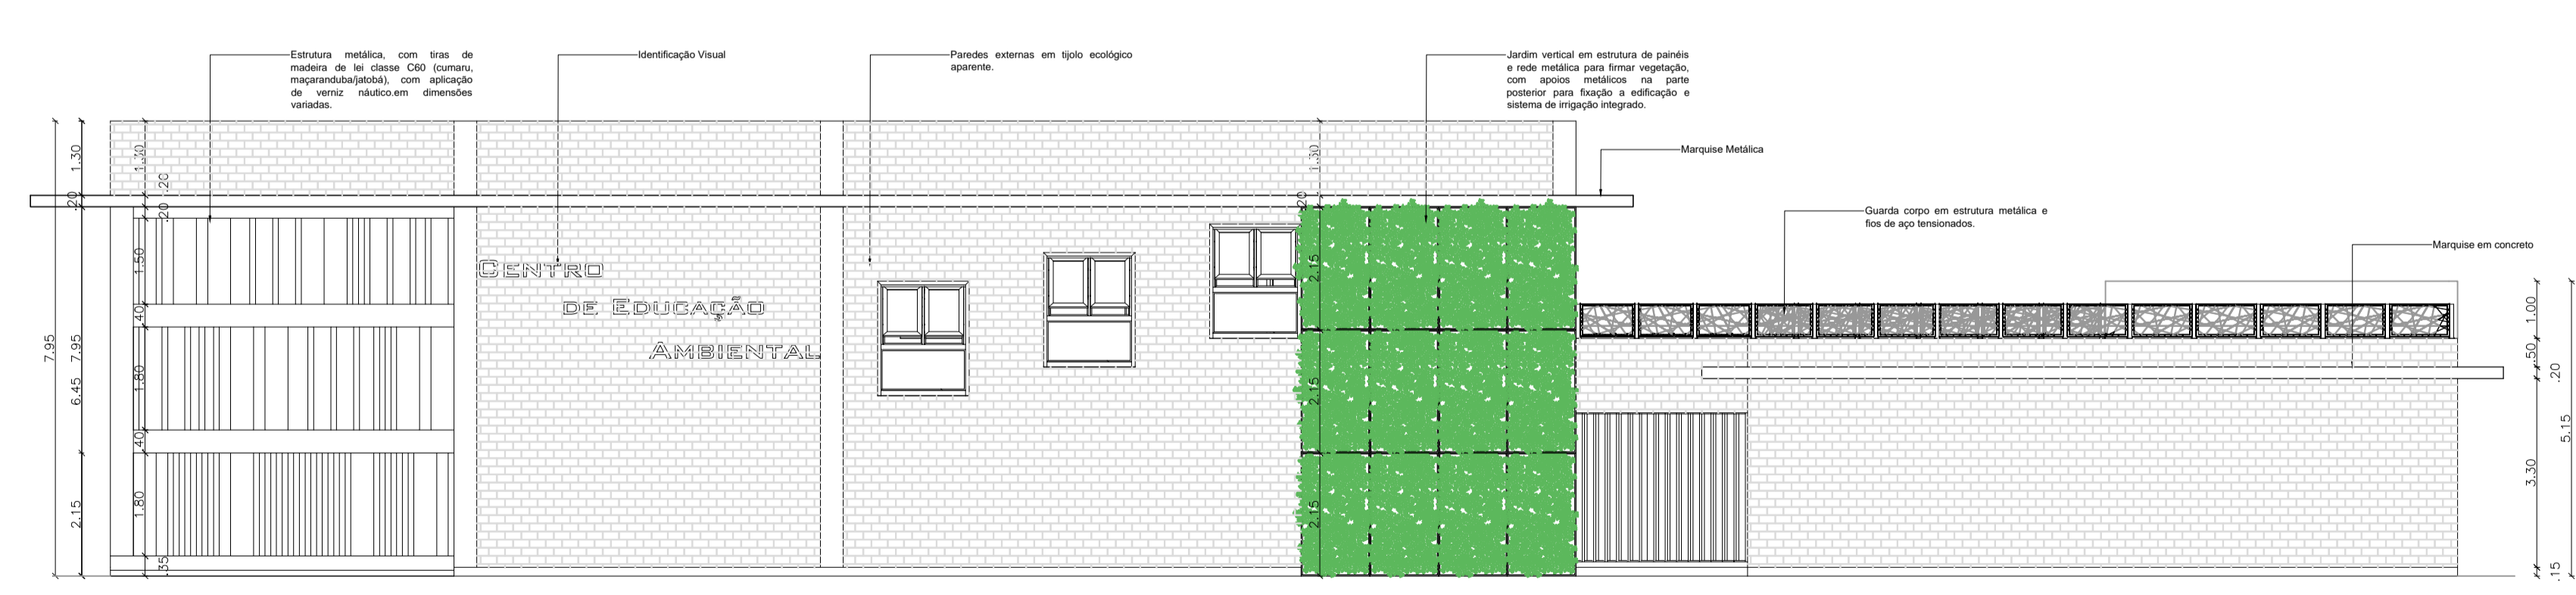 Estrutura metálica, com tiras de
madeira de lei classe C60 (cumaru,
maçaranduba/jatobá), com aplicação
de verniz náutico.em dimensões
variadas.
Identificação Visual
Paredes externas em tijolo ecológico
aparente.
Jardim vertical em estrutura de painéis
e rede metálica para firmar vegetação,
com apoios metálicos na parte
posterior para fixação a edificação e
sistema de irrigação integrado.
Marquise Metálica
Guarda corpo em estrutura metálica e
fios de aço tensionados.
Marquise em concreto
Centro
de Educação
Ambiental
7.95
1.30
.20
7.95
6.45
2.15
1.30
.20
.20
1.50
.40
1.80
.40
1.80
.35
1.30
.20
2.15
2.15
2.15
1.00
.50
.20
3.30
.15
5.15